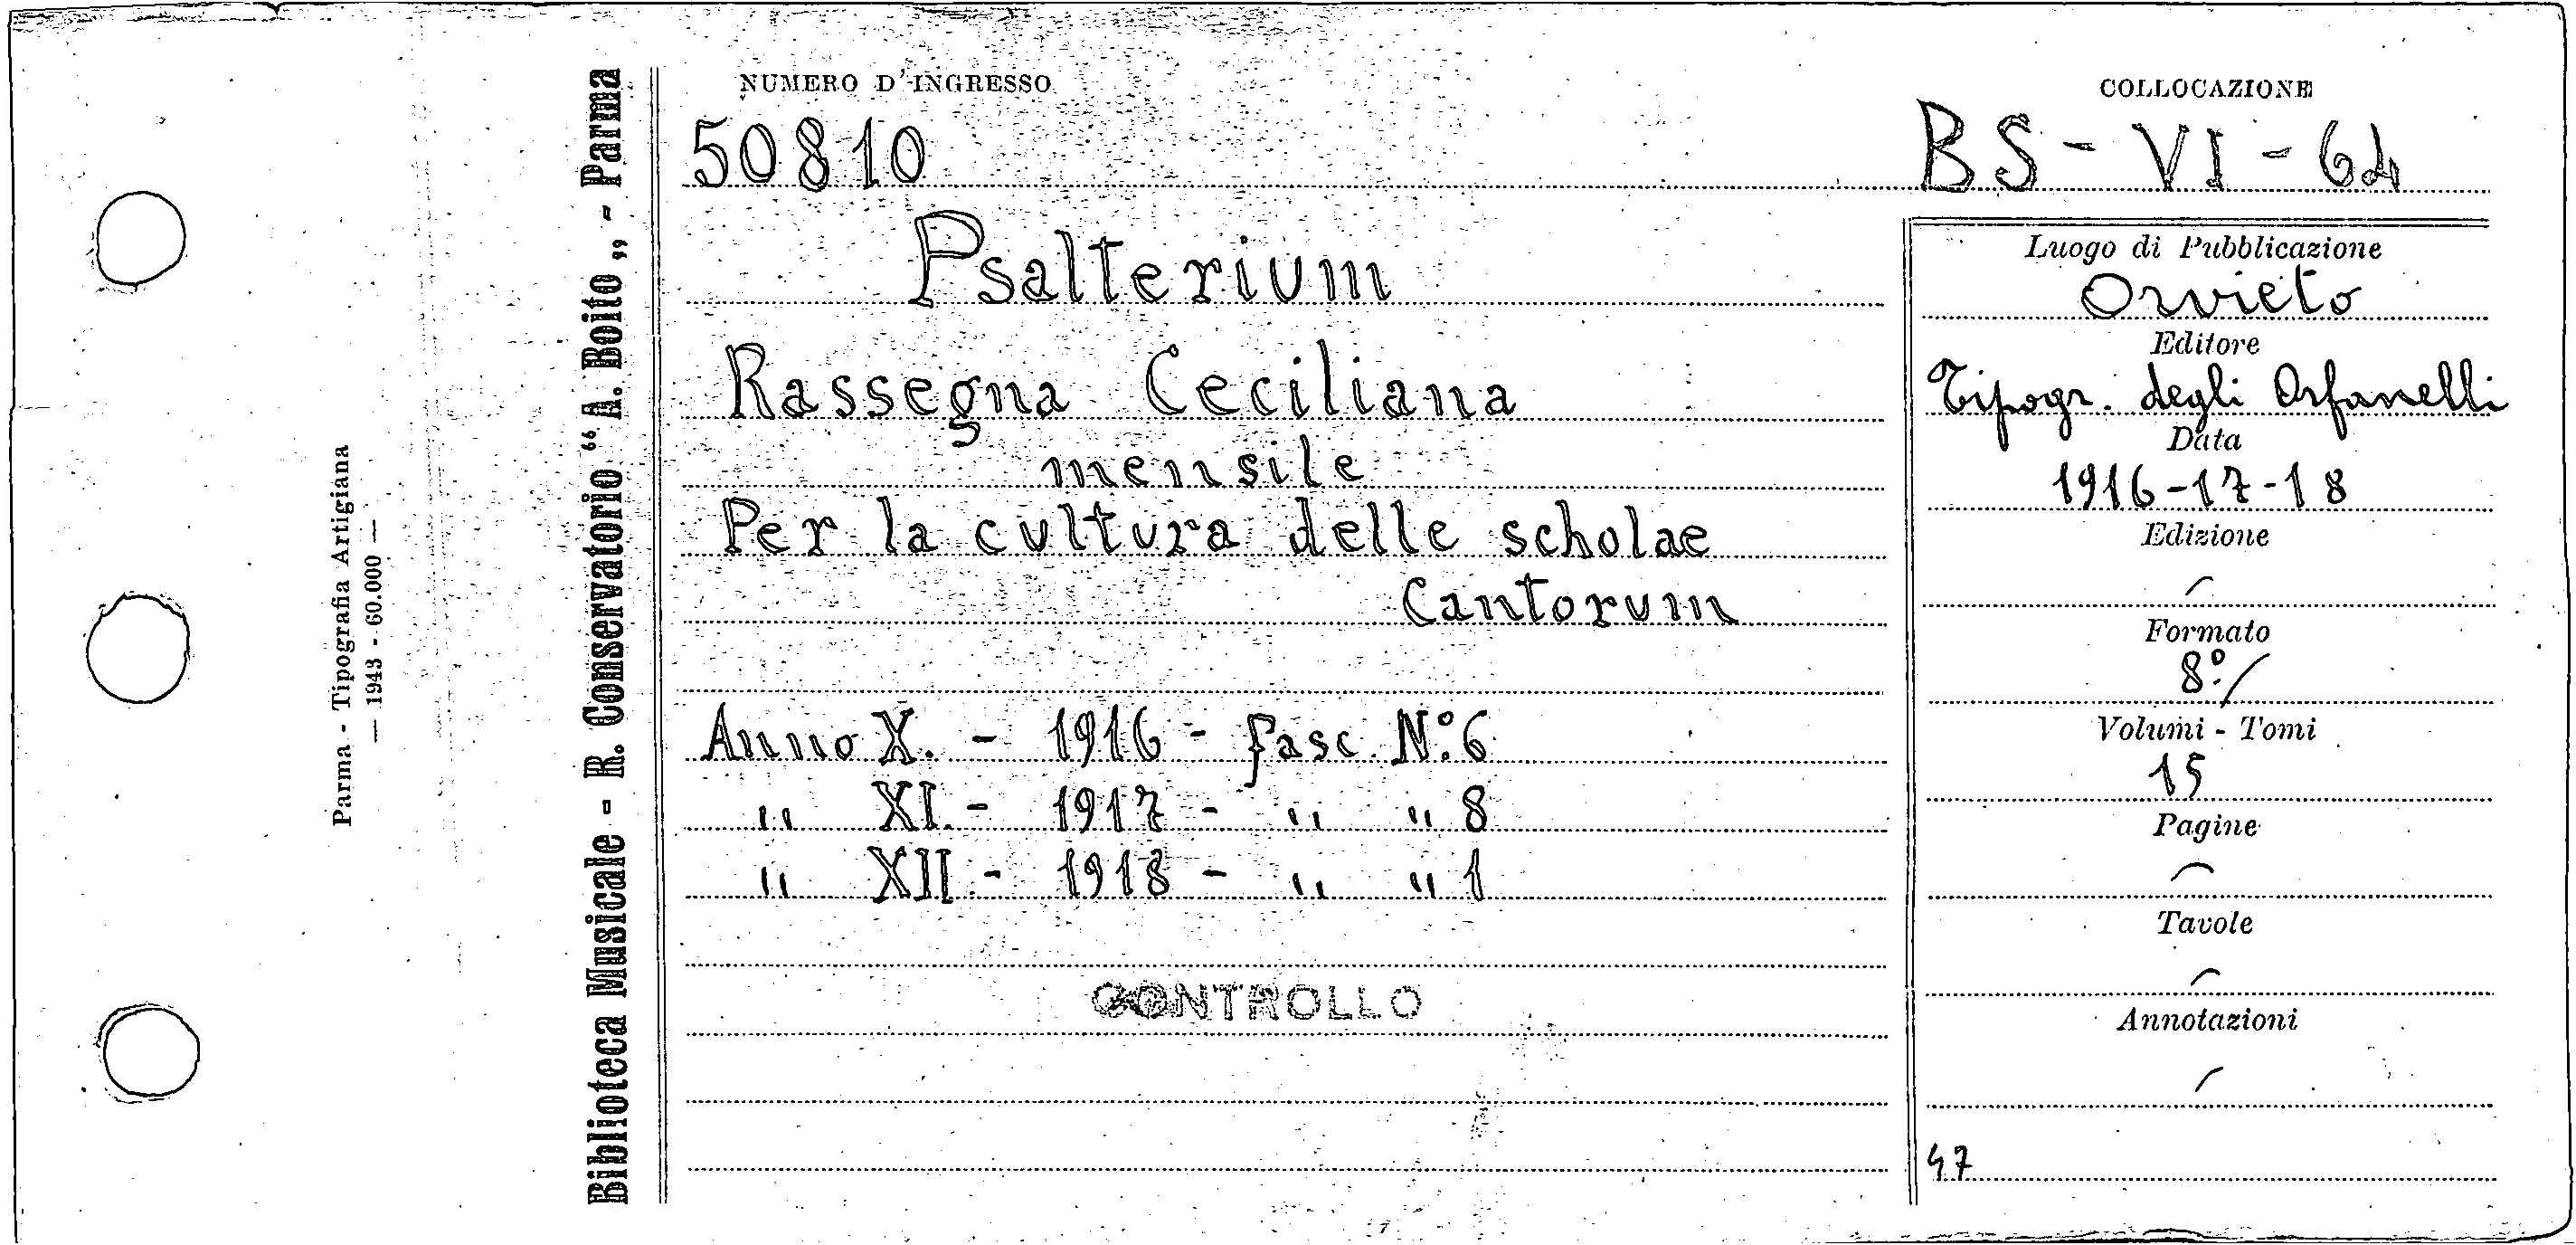 Parma - Tipografia Artigiana
— 1943 - 60.000 —
Biblioteca Musicale - R. Conservatorio “A. Boito„ - Parma
NUMERO D'INGRESSO
50810
COLLOCAZIONE
BS - VI - 64
Psalterium
Rassegna Ceciliana
mensile
Per la cultura delle scholae
Cantorum
Anno X. - 1916 - fasc. N.º 6
" XI. - 1917 - " " 8
" XII - 1918 - " " 1
CONTROLLO
Luogo di Pubblicazione
Orvieto
Editore
Tipogr. degli Orfanelli
Data
1916-17-18
Edizione
Formato
8º/
Volumi - Tomi
15
Pagine
Tavole
Annotazioni
47